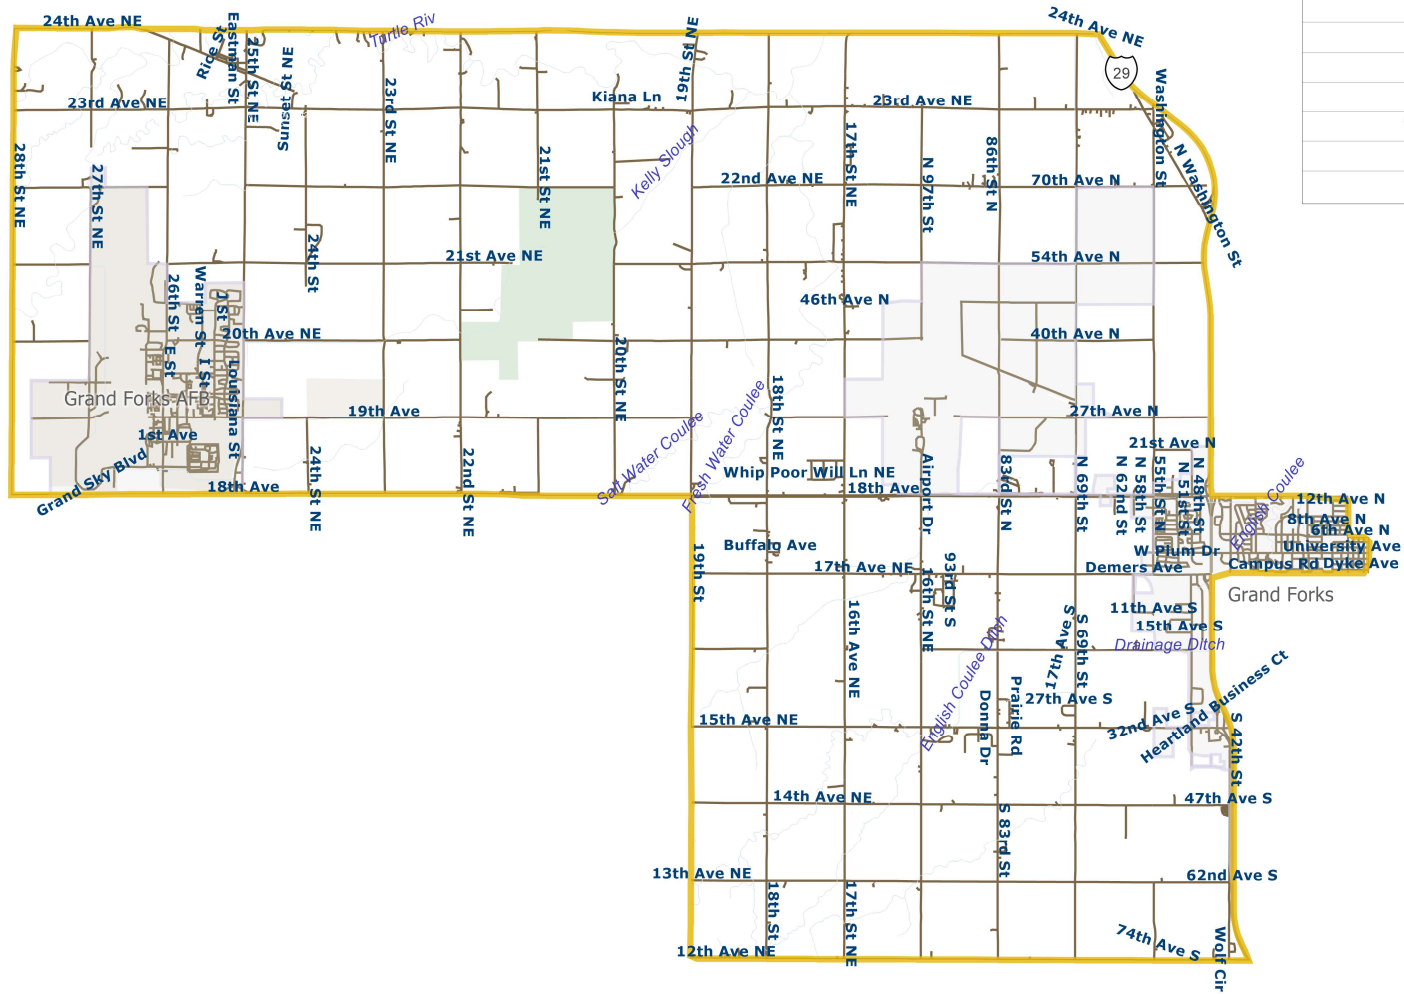 24th Ave NE
Eastman St
Rice St
25th St NE
Sunset St NE
Turtle Riv
19th St NE
24th Ave NE
29
23rd Ave NE
23rd St NE
Kiana Ln
23rd Ave NE
Washington St
28th St NE
27th St NE
21st St NE
Kelly Slough
17th St NE
22nd Ave NE
N 97th St
86th St N
70th Ave N
N Washington St
24th St
21st Ave NE
54th Ave N
26th St
Warren St
J St
46th Ave N
20th Ave NE
E St
I St
Louisiana St
20th St NE
40th Ave N
Grand Forks AFB
19th Ave
18th St NE
27th Ave N
1st Ave
Grand Sky Blvd
18th Ave
24th St NE
22nd St NE
Salt Water Coulee
Fresh Water Coulee
Whip Poor Will Ln NE
18th Ave
Airport Dr
83rd St N
N 69th St
21st Ave N
N 62nd St
N 58th St
55th St N
N 51st St
N 48th St
English Coulee
12th Ave N
8th Ave N
6th Ave N
University Ave
Campus Rd
Dyke Ave
19th St
Buffalo Ave
17th Ave NE
W Plum Dr
Demers Ave
Grand Forks
16th Ave NE
16th St NE
93rd St S
11th Ave S
15th Ave S
Drainage Ditch
17th Ave S
S 69th St
English Coulee Ditch
15th Ave NE
Donna Dr
Prairie Rd
27th Ave S
32nd Ave S
Heartland Business Ct
S 42th St
14th Ave NE
S 83rd St
47th Ave S
13th Ave NE
62nd Ave S
18th St
17th St NE
12th Ave NE
74th Ave S
Wolf Cir